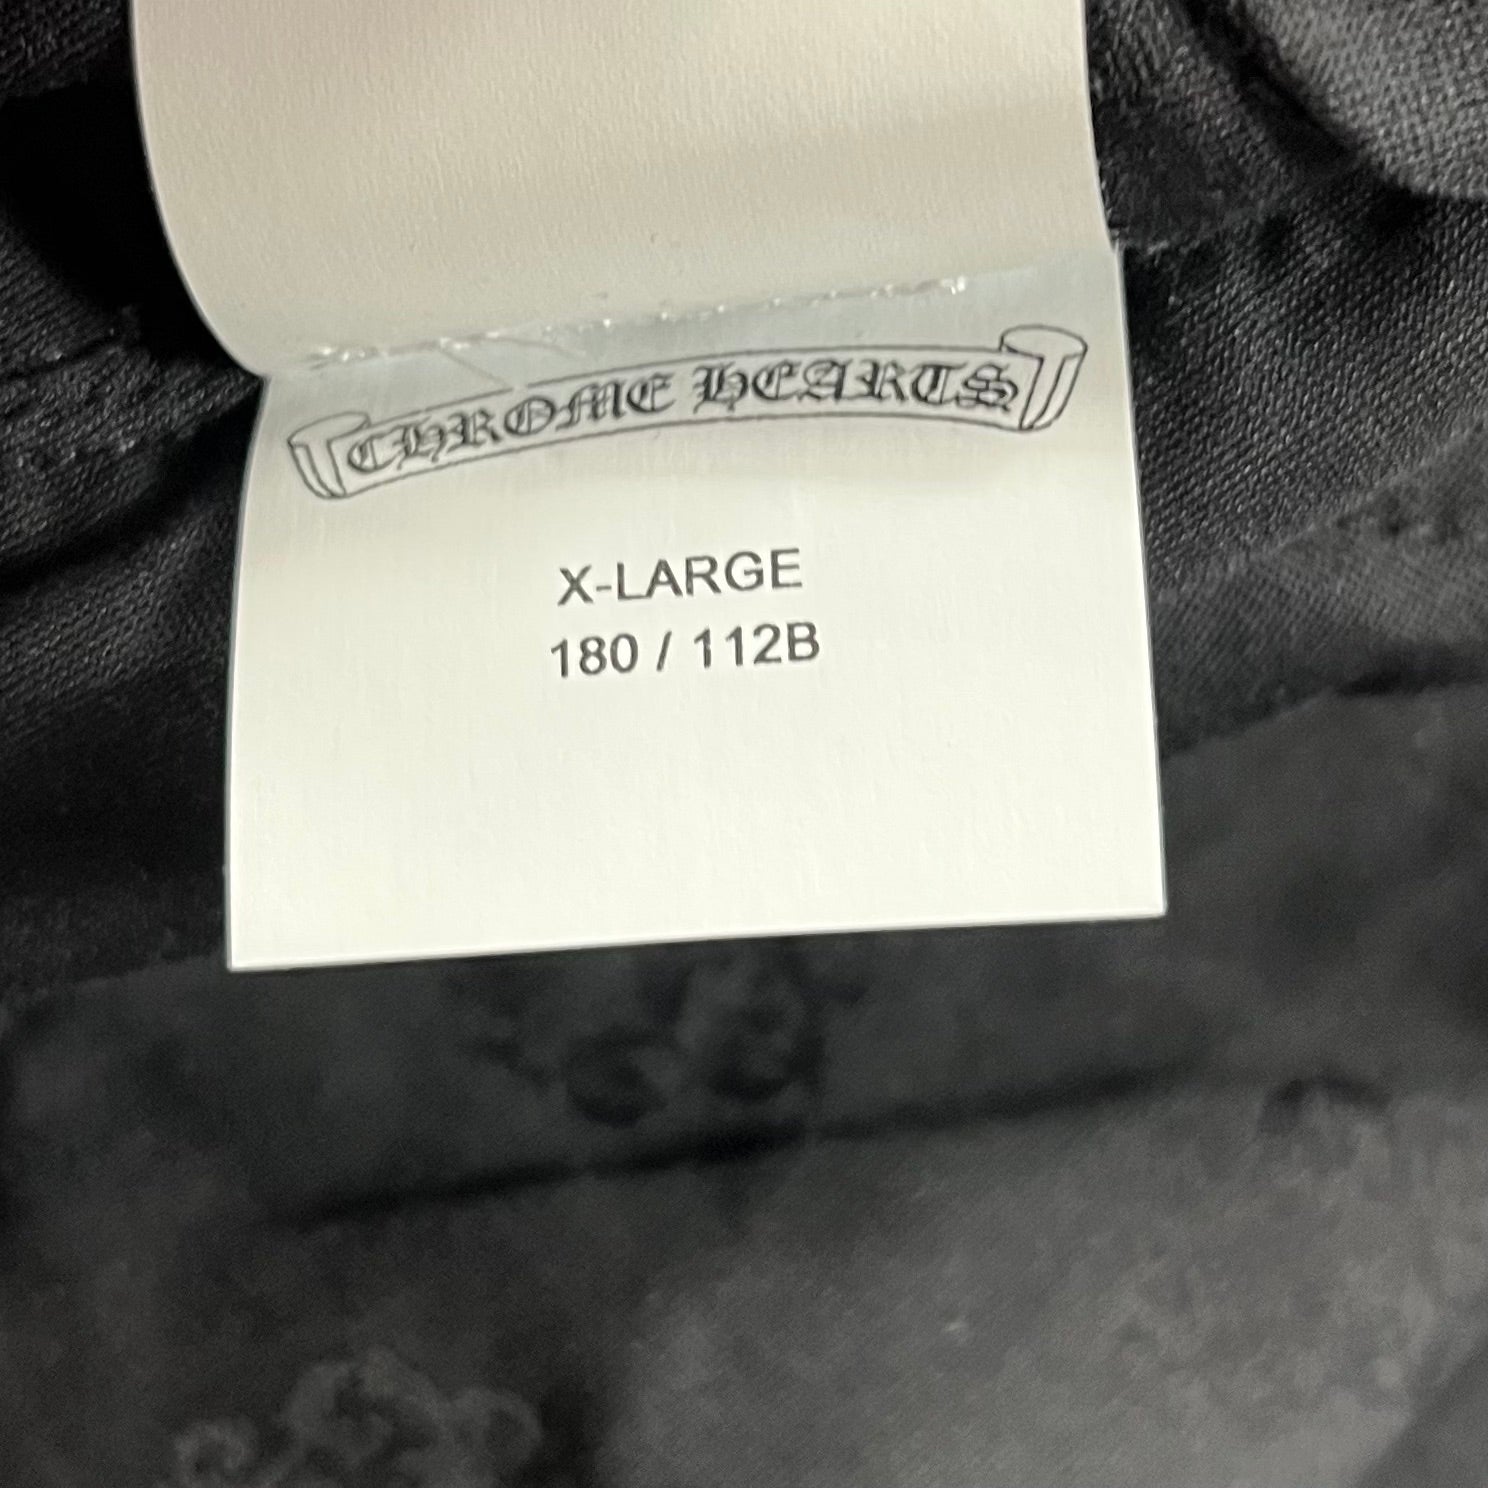 CHROME HEARTS
X-LARGE
180 / 112B